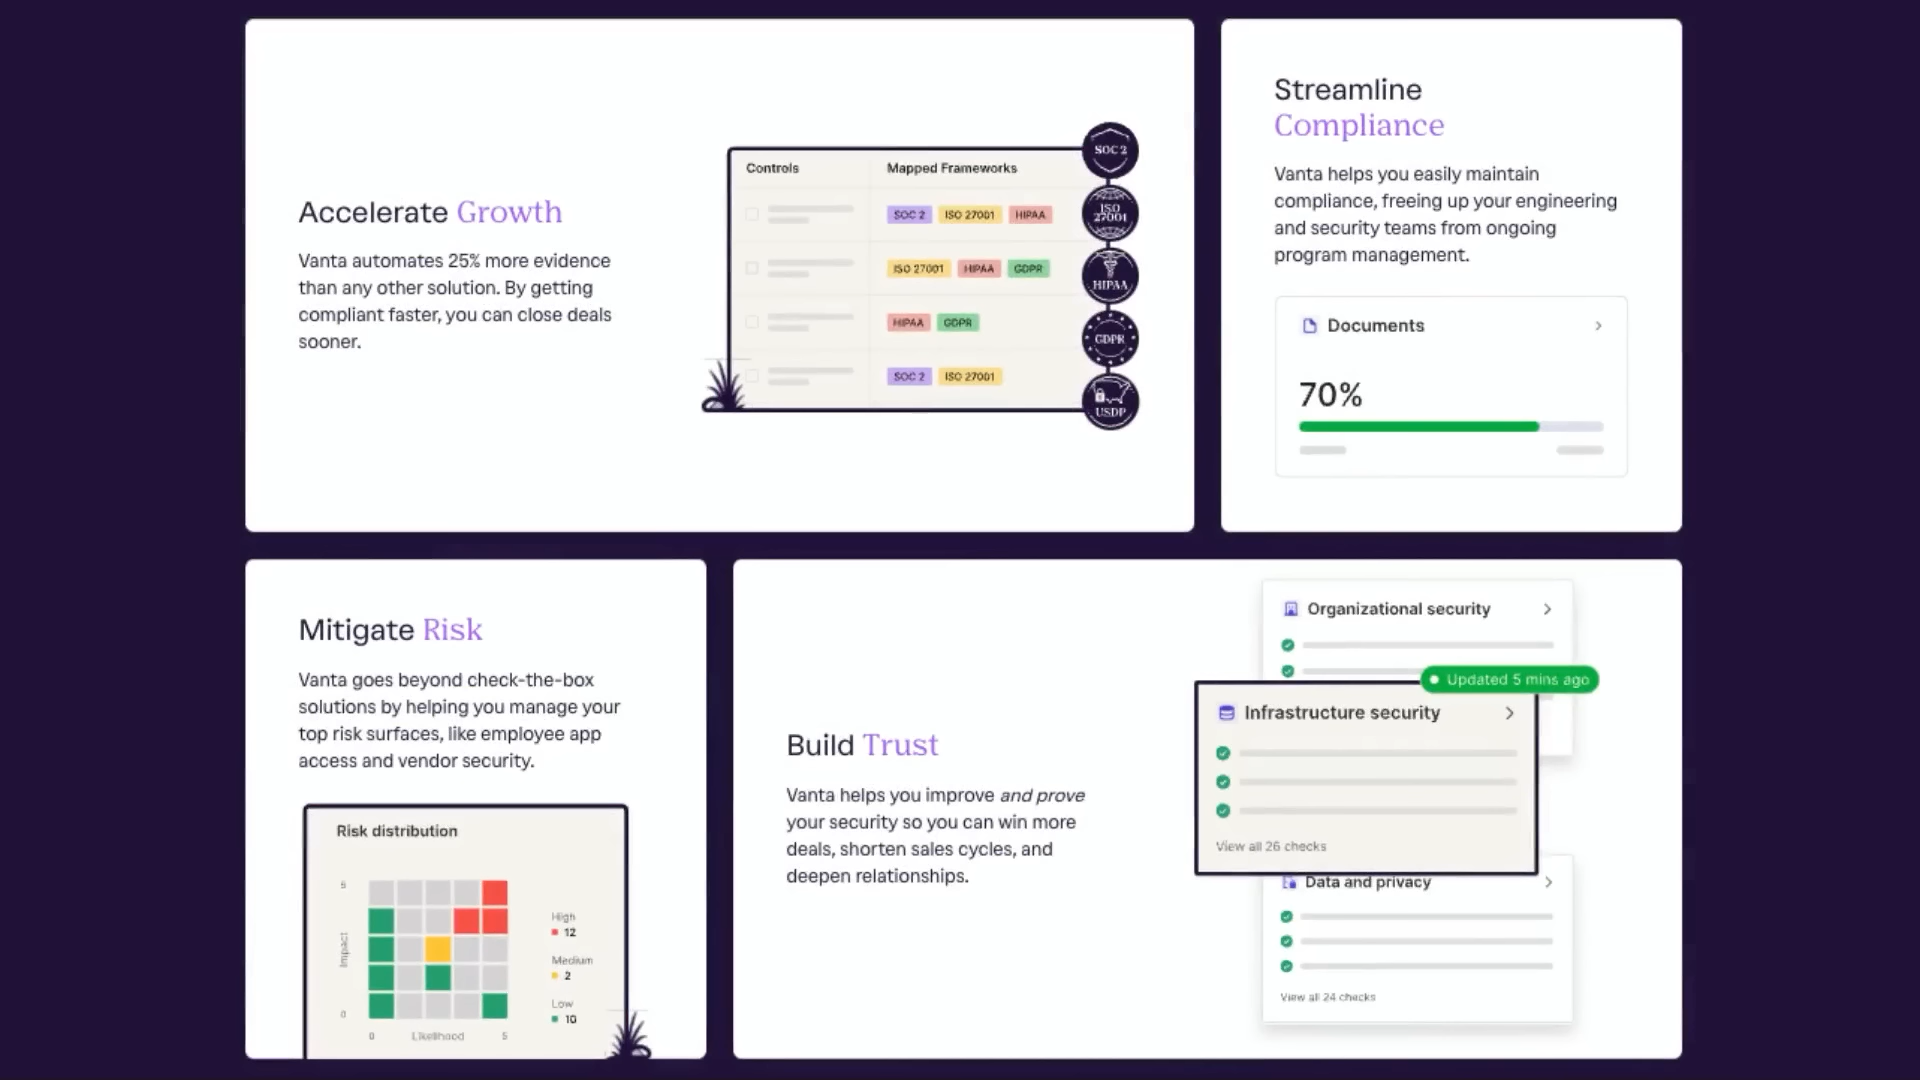 Accelerate Growth
Vanta automates 25% more evidence
than any other solution. By getting
compliant faster, you can close deals
sooner.
Controls
Mapped Frameworks
SOC 2 ISO 27001 HIPAA
ISO 27001 HIPAA GDPR
HIPAA GDPR
SOC 2 ISO 27001
SOC 2
ISO
27001
HIPAA
GDPR
USDP
Streamline
Compliance
Vanta helps you easily maintain
compliance, freeing up your engineering
and security teams from ongoing
program management.
Documents
70%
Mitigate Risk
Vanta goes beyond check-the-box
solutions by helping you manage your
top risk surfaces, like employee app
access and vendor security.
Risk distribution
5
Impact
0
0 Likelihood 5
High
12
Medium
2
Low
10
Build Trust
Vanta helps you improve and prove
your security so you can win more
deals, shorten sales cycles, and
deepen relationships.
Organizational security
Updated 5 mins ago
Infrastructure security
View all 26 checks
Data and privacy
View all 24 checks